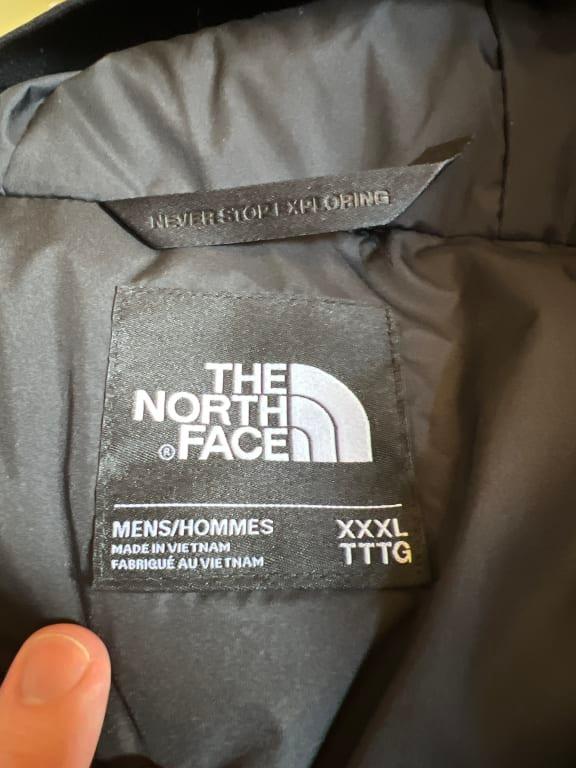 NEVER STOP EXPLORING
THE
NORTH
® FACE
MENS/HOMMES XXXL
MADE IN VIETNAM TTTG
FABRIQUÉ AU VIETNAM